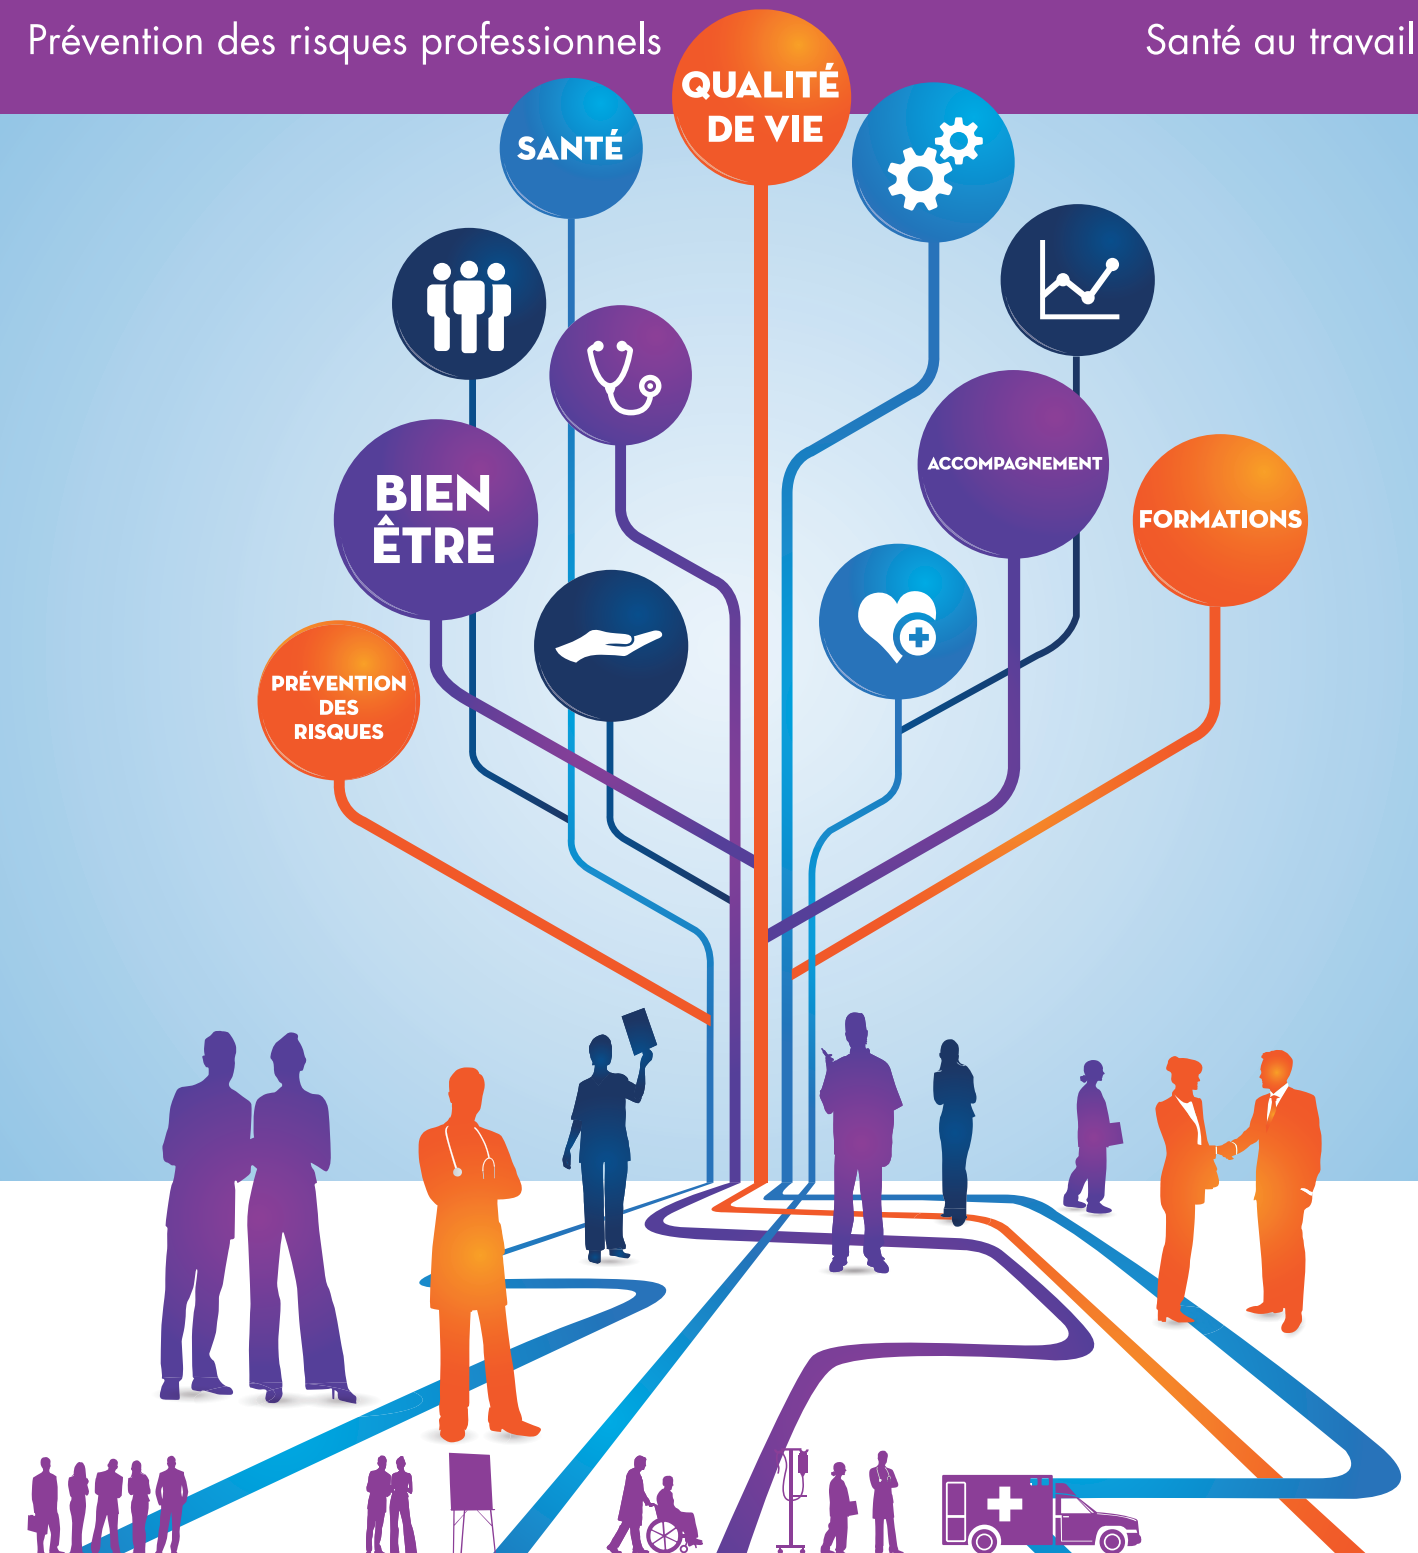 Prévention des risques professionnels
Santé au travail
QUALITÉ
DE VIE
SANTÉ
BIEN
ÊTRE
ACCOMPAGNEMENT
FORMATIONS
PRÉVENTION
DES
RISQUES